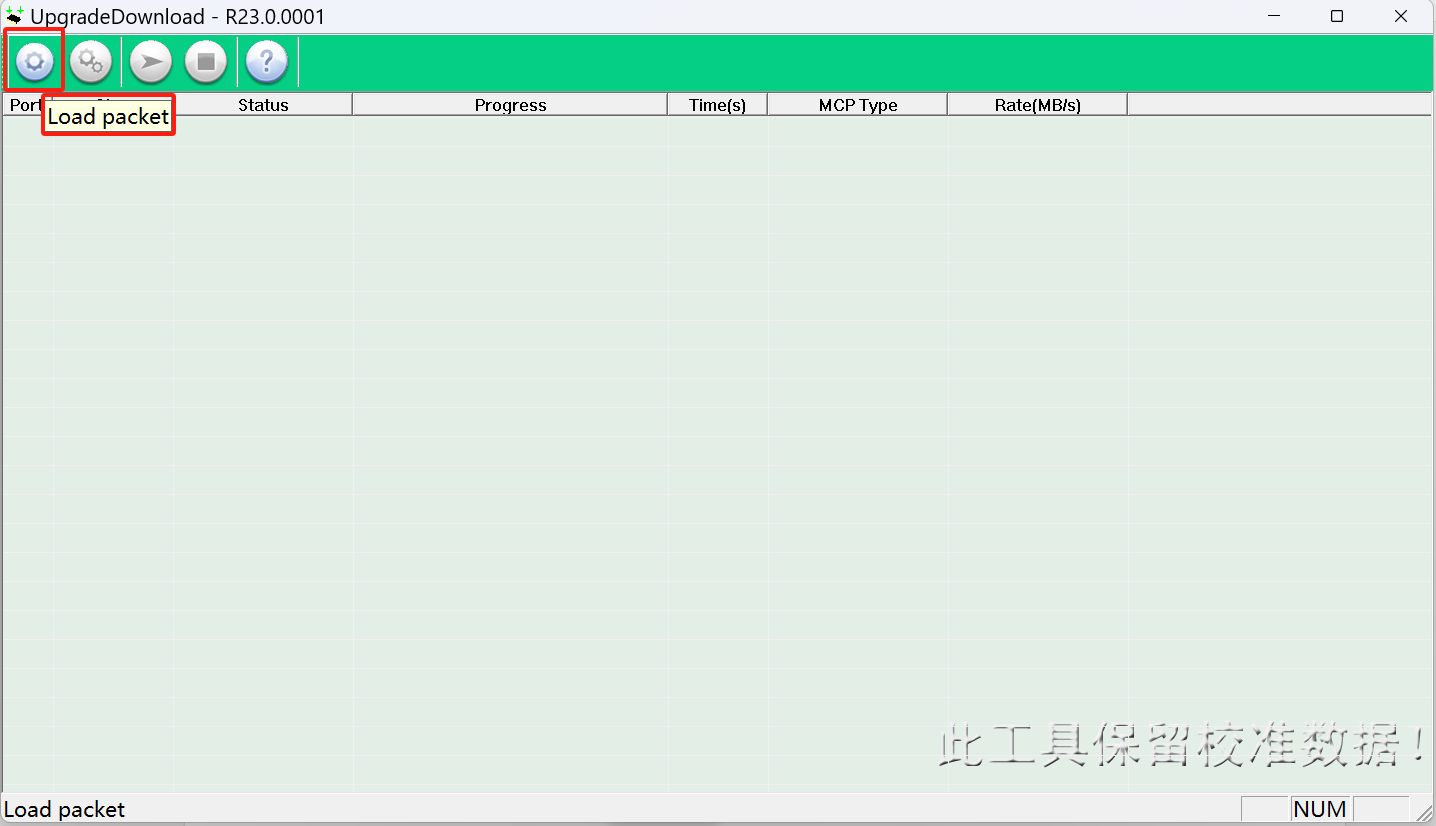 UpgradeDownload - R23.0.0001
Port
Status
Progress
Time(s)
MCP Type
Rate(MB/s)
Load packet
此工具保留校准数据!
Load packet
NUM